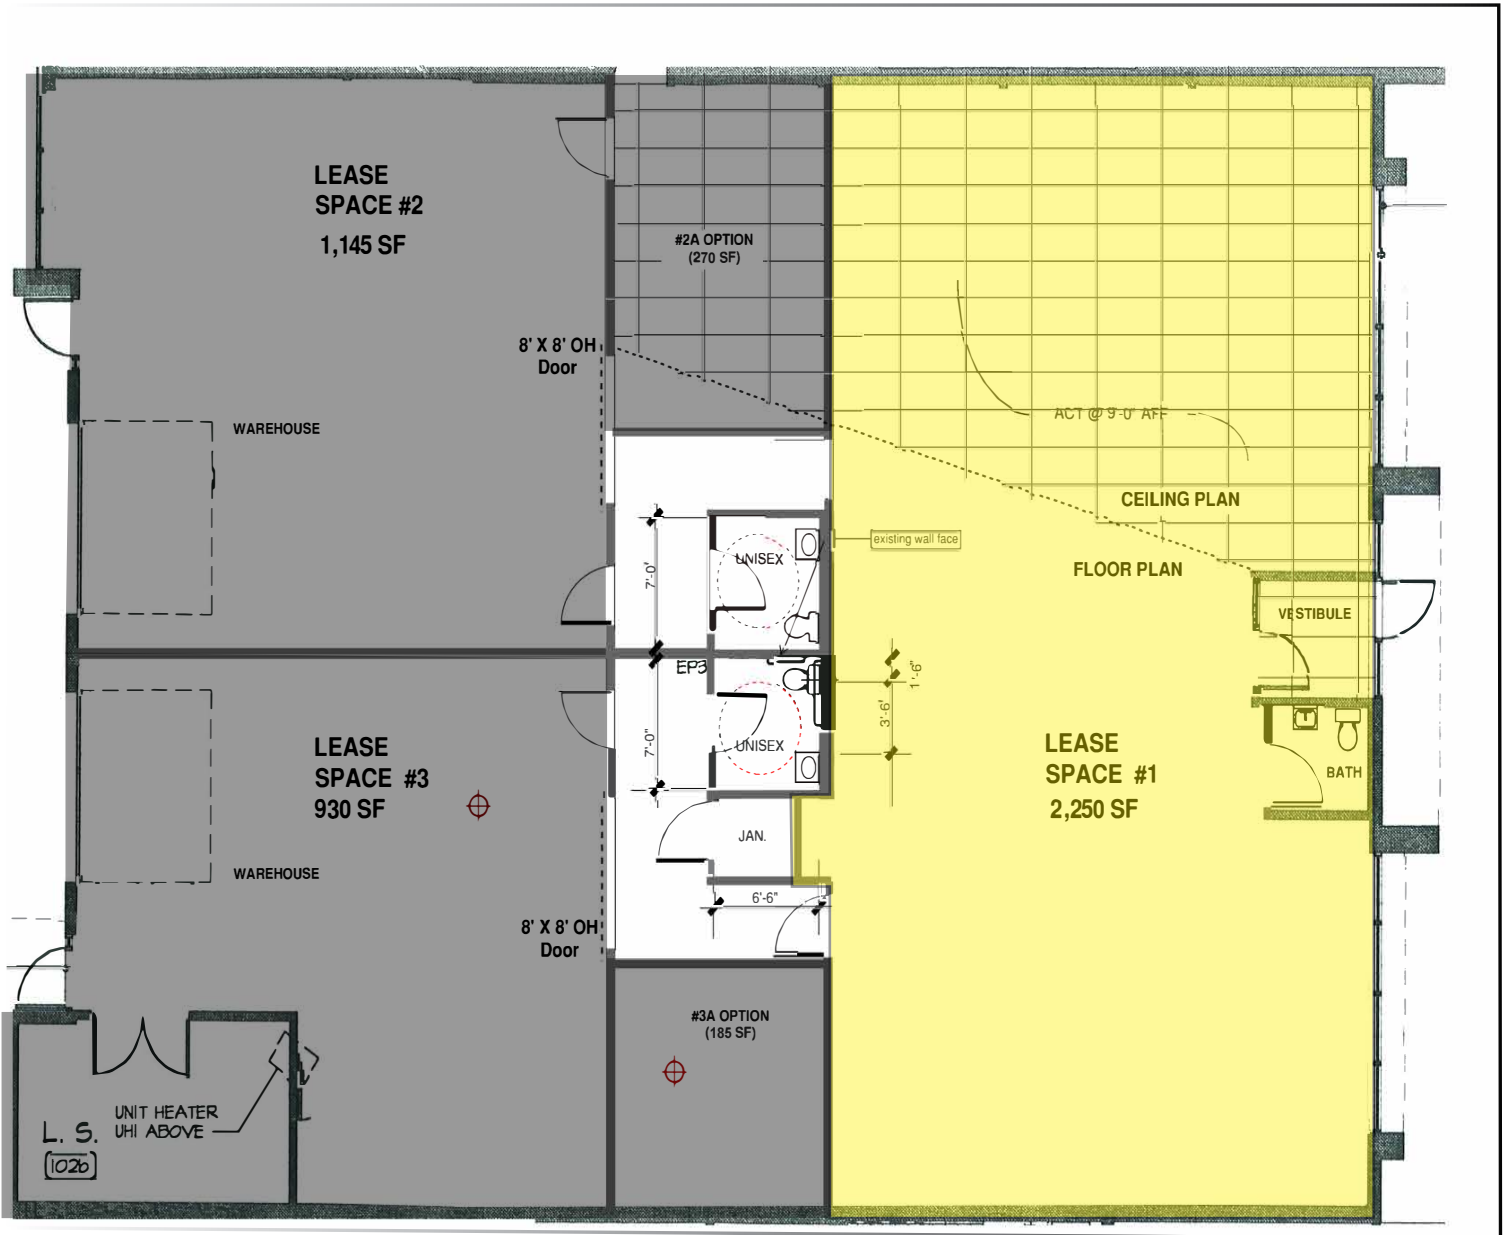 LEASE
SPACE #2
1,145 SF
#2A OPTION
(270 SF)
8' X 8' OH
Door
WAREHOUSE
ACT @ 9'-0" AFF
CEILING PLAN
existing wall face
FLOOR PLAN
UNISEX
7'-0"
VESTIBULE
EP3
1'-6"
3'-6"
7'-0"
UNISEX
LEASE
SPACE #3
930 SF
LEASE
SPACE #1
2,250 SF
BATH
JAN.
WAREHOUSE
6'-6"
8' X 8' OH
Door
#3A OPTION
(185 SF)
UNIT HEATER
UH1 ABOVE
L. S.
102b